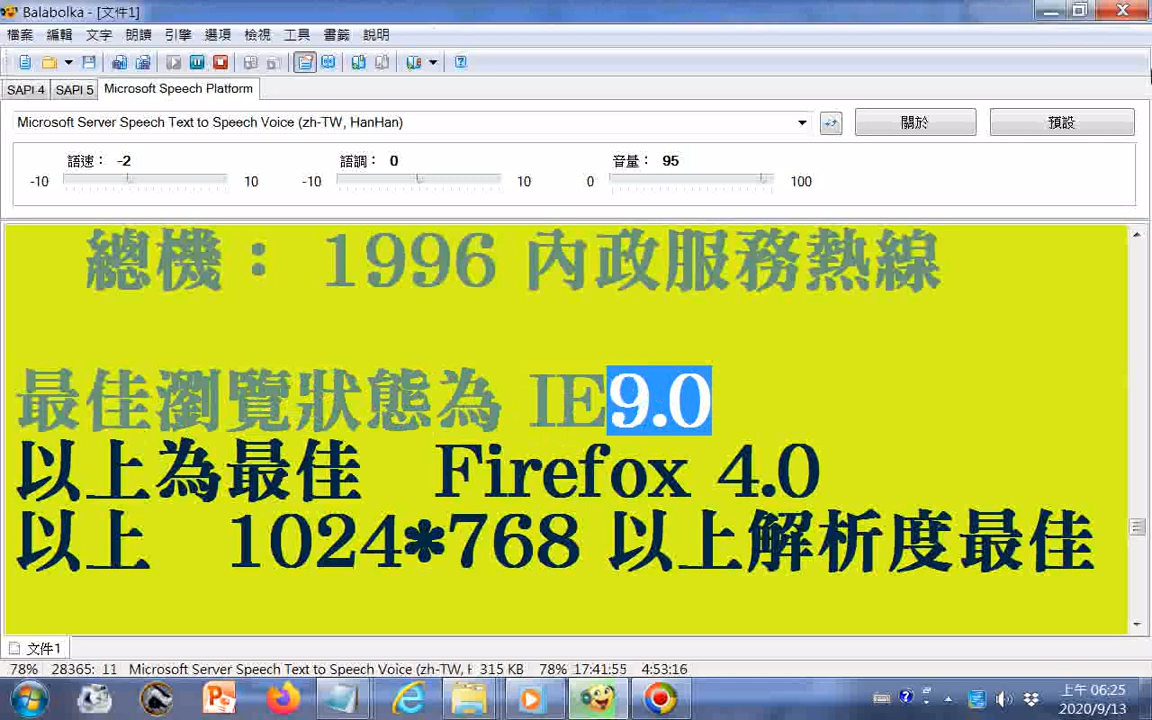 Balabolka - [文件1]
檔案 編輯 文字 朗讀 引擎 選項 檢視 工具 書籤 說明
SAPI 4 SAPI 5 Microsoft Speech Platform
Microsoft Server Speech Text to Speech Voice (zh-TW, HanHan) 關於 預設
語速： -2 語調： 0 音量： 95
-10 10 -10 10 0 100
總機： 1996 內政服務熱線
最佳瀏覽狀態為 IE9.0
以上為最佳 Firefox 4.0
以上 1024*768 以上解析度最佳
文件1
78% 28365: 11 Microsoft Server Speech Text to Speech Voice (zh-TW, H 315 KB 78% 17:41:55 4:53:16
上午 06:25
2020/9/13